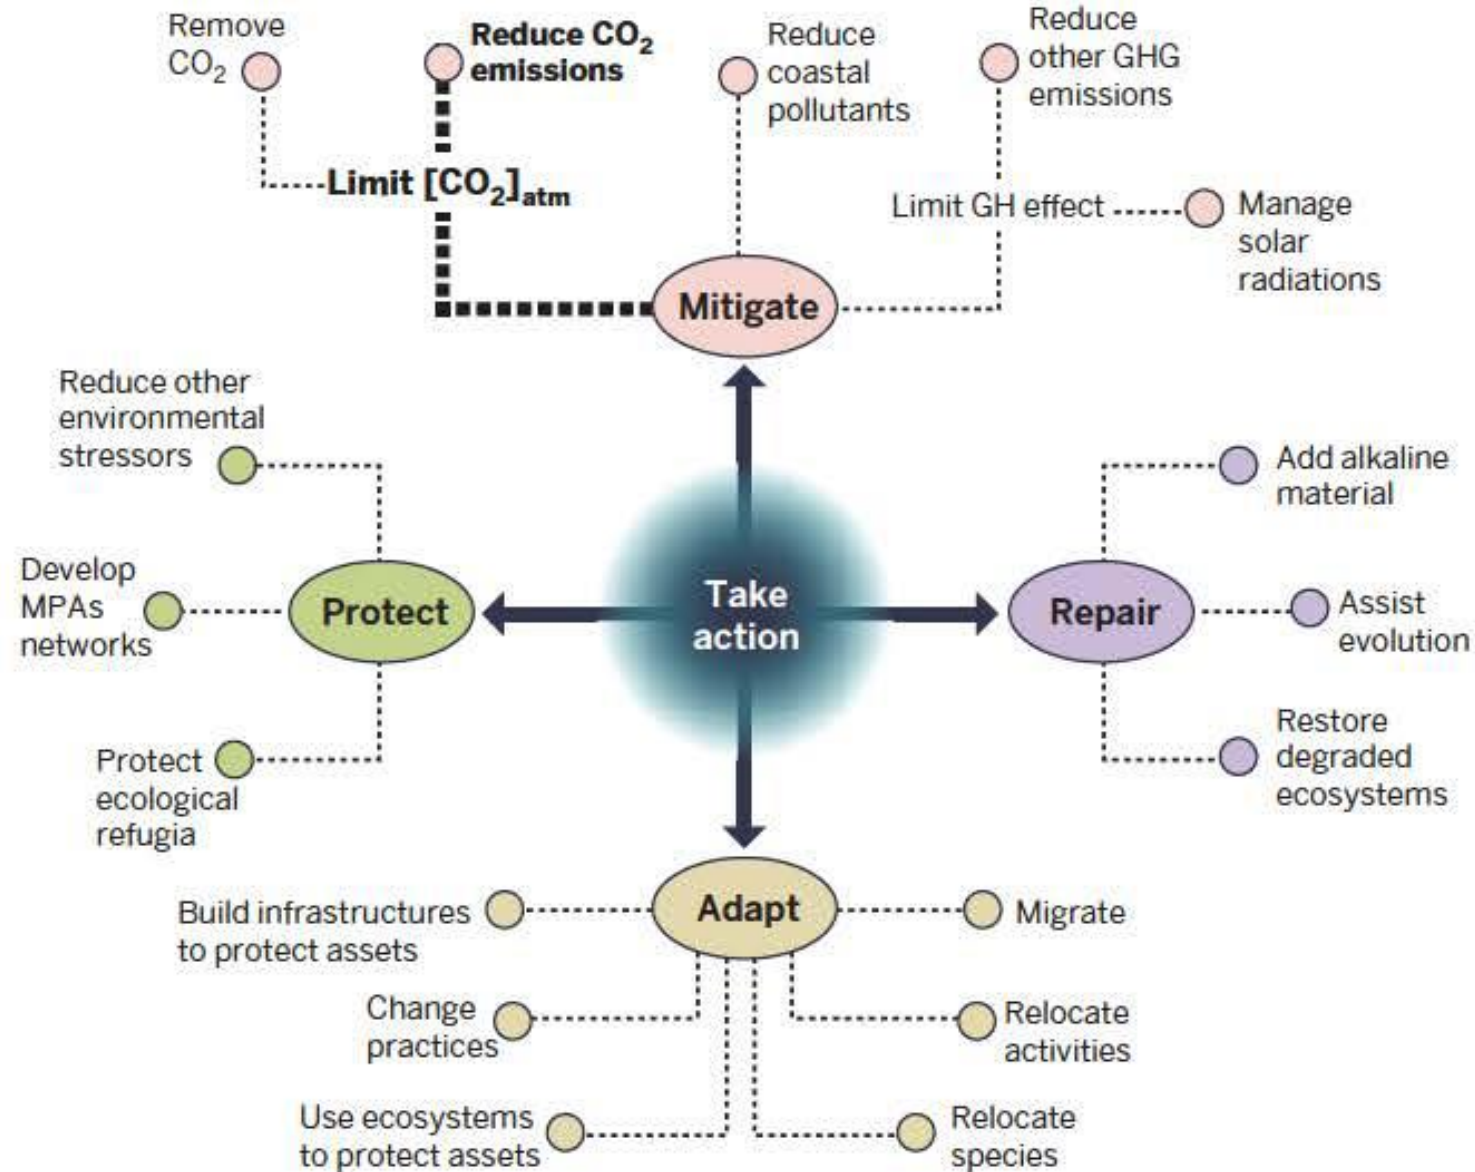 Remove
CO2
Reduce CO2
emissions
Reduce
coastal
pollutants
Reduce
other GHG
emissions
Limit [CO2]atm
Limit GH effect
Manage
solar
radiations
Mitigate
Reduce other
environmental
stressors
Develop
MPAs
networks
Protect
Protect
ecological
refugia
Take
action
Repair
Add alkaline
material
Assist
evolution
Restore
degraded
ecosystems
Adapt
Build infrastructures
to protect assets
Change
practices
Use ecosystems
to protect assets
Migrate
Relocate
activities
Relocate
species